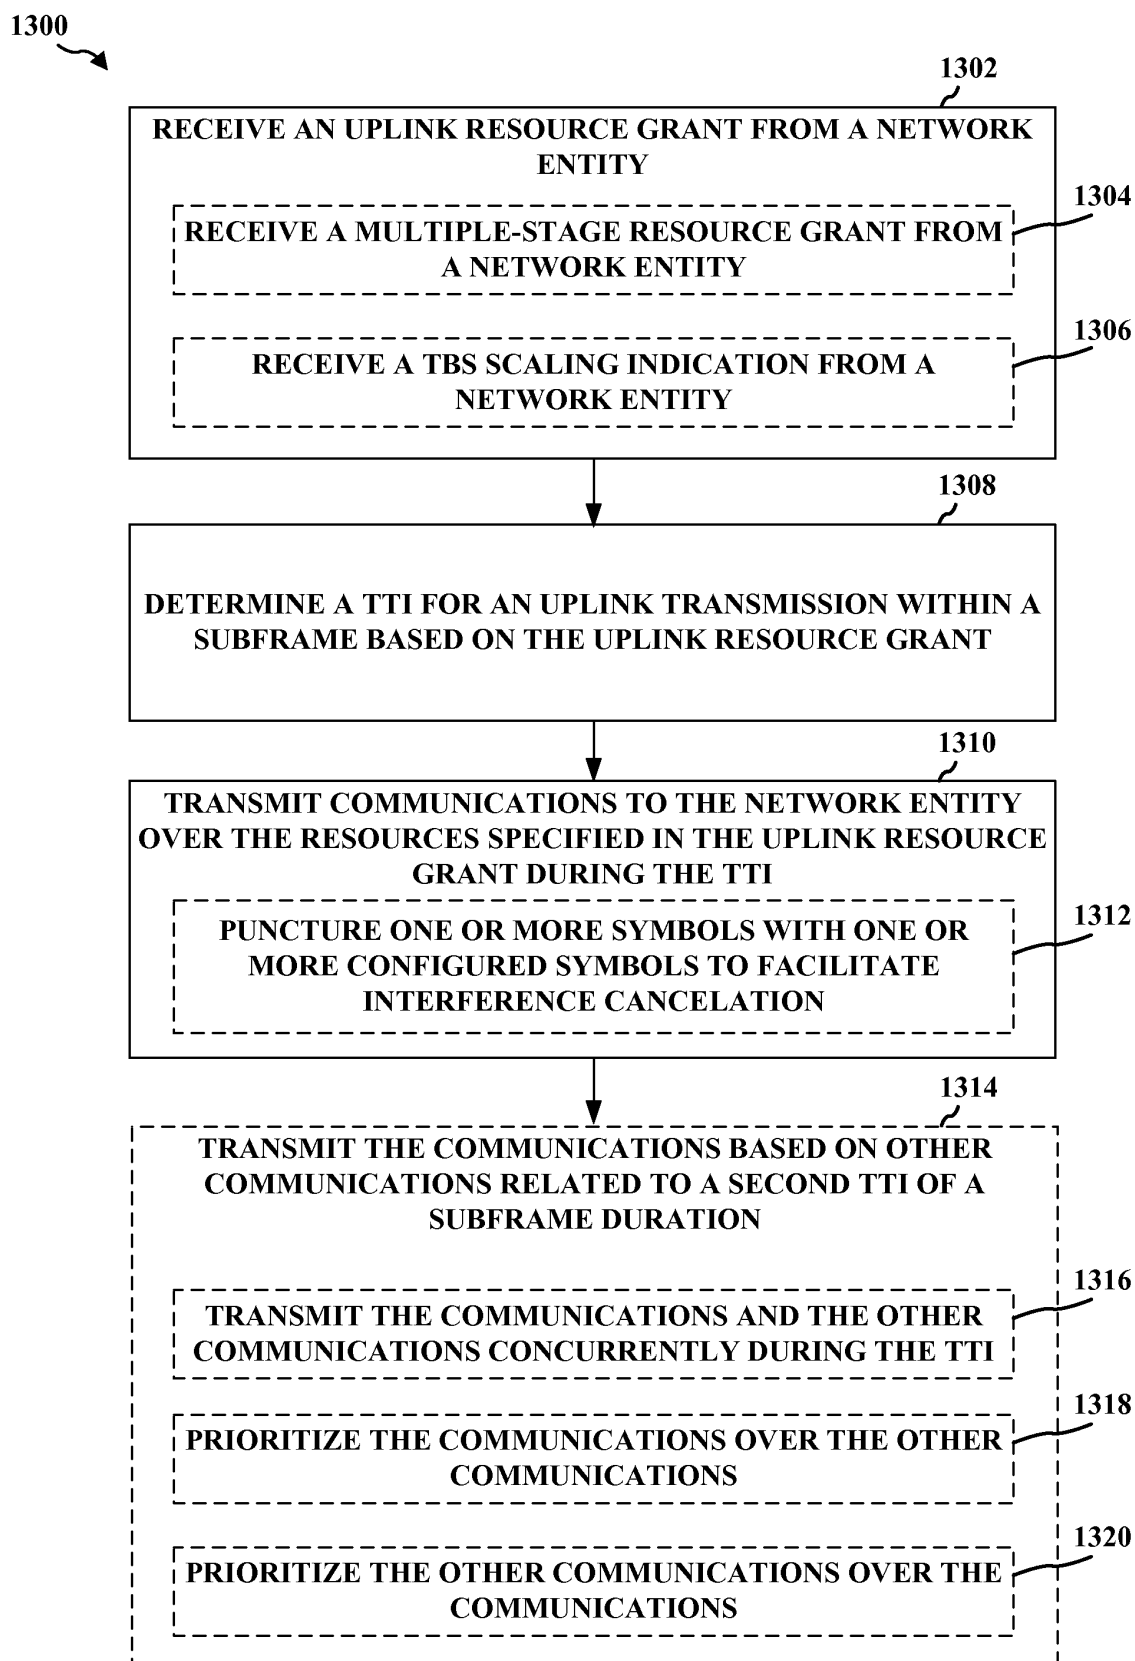 1300
1302
RECEIVE AN UPLINK RESOURCE GRANT FROM A NETWORK
ENTITY
1304
RECEIVE A MULTIPLE-STAGE RESOURCE GRANT FROM
A NETWORK ENTITY
1306
RECEIVE A TBS SCALING INDICATION FROM A
NETWORK ENTITY
1308
DETERMINE A TTI FOR AN UPLINK TRANSMISSION WITHIN A
SUBFRAME BASED ON THE UPLINK RESOURCE GRANT
1310
TRANSMIT COMMUNICATIONS TO THE NETWORK ENTITY
OVER THE RESOURCES SPECIFIED IN THE UPLINK RESOURCE
GRANT DURING THE TTI
1312
PUNCTURE ONE OR MORE SYMBOLS WITH ONE OR
MORE CONFIGURED SYMBOLS TO FACILITATE
INTERFERENCE CANCELATION
1314
TRANSMIT THE COMMUNICATIONS BASED ON OTHER
COMMUNICATIONS RELATED TO A SECOND TTI OF A
SUBFRAME DURATION
1316
TRANSMIT THE COMMUNICATIONS AND THE OTHER
COMMUNICATIONS CONCURRENTLY DURING THE TTI
1318
PRIORITIZE THE COMMUNICATIONS OVER THE OTHER
COMMUNICATIONS
1320
PRIORITIZE THE OTHER COMMUNICATIONS OVER THE
COMMUNICATIONS